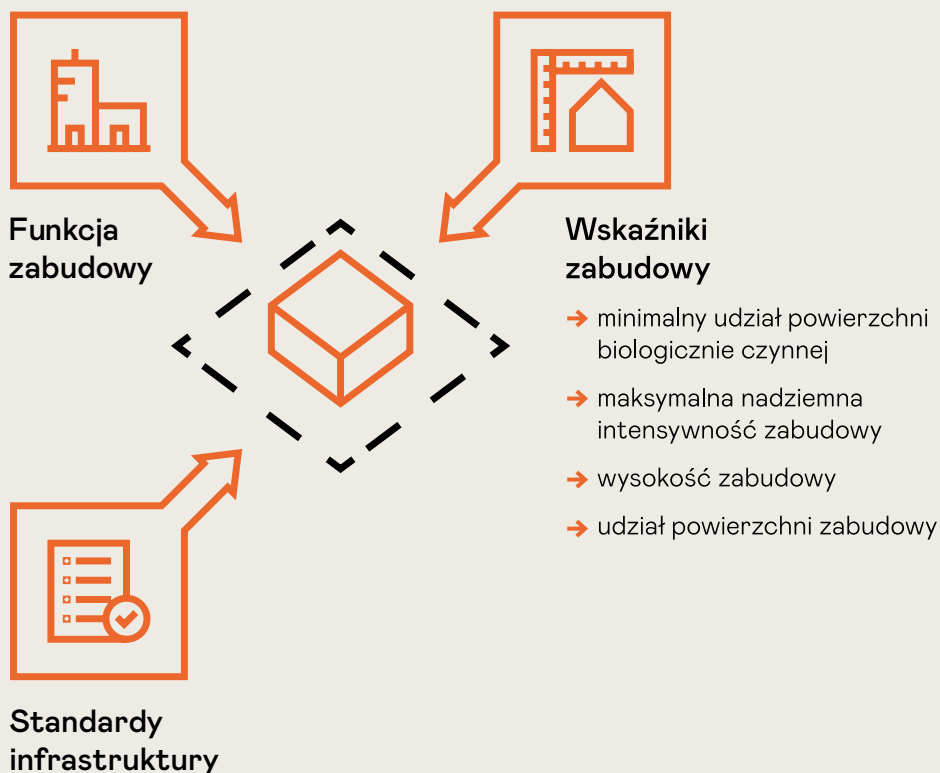 Funkcja
zabudowy
Wskaźniki
zabudowy
→ minimalny udział powierzchni
biologicznie czynnej
→ maksymalna nadziemna
intensywność zabudowy
→ wysokość zabudowy
→ udział powierzchni zabudowy
Standardy
infrastruktury